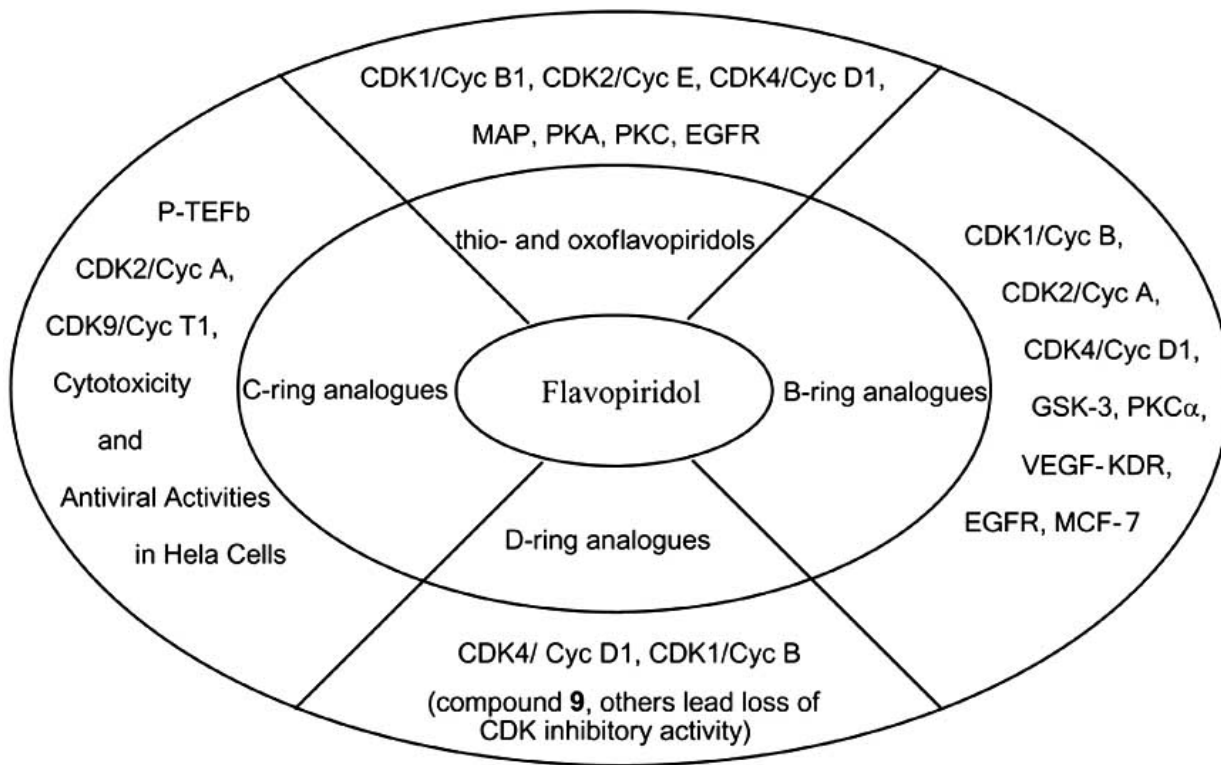 CDK1/Cyc B1, CDK2/Cyc E, CDK4/Cyc D1,
MAP, PKA, PKC, EGFR
thio- and oxoflavopiridols
P-TEFb
CDK2/Cyc A,
CDK9/Cyc T1,
Cytotoxicity
and
Antiviral Activities
in Hela Cells
C-ring analogues
Flavopiridol
B-ring analogues
CDK1/Cyc B,
CDK2/Cyc A,
CDK4/Cyc D1,
GSK-3, PKCα,
VEGF-KDR,
EGFR, MCF-7
D-ring analogues
CDK4/ Cyc D1, CDK1/Cyc B
(compound 9, others lead loss of
CDK inhibitory activity)